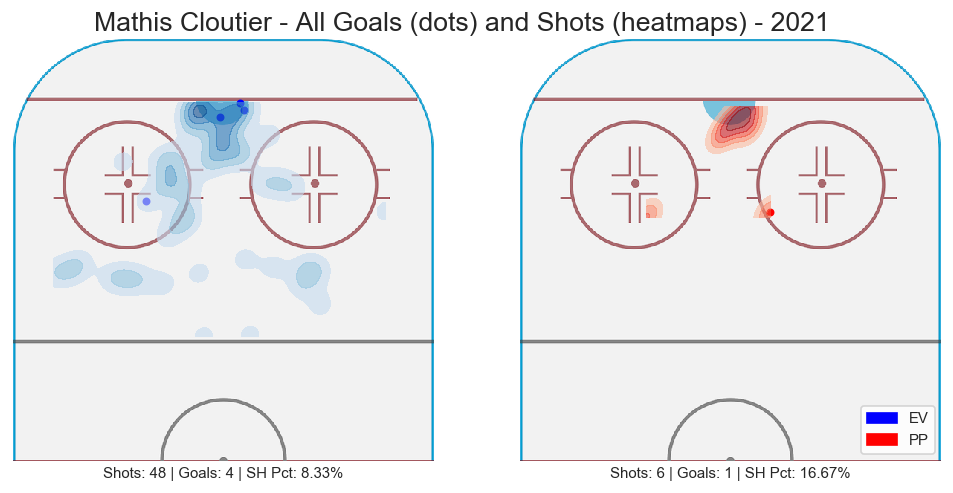 Mathis Cloutier - All Goals (dots) and Shots (heatmaps) - 2021
EV
PP
Shots: 48 | Goals: 4 | SH Pct: 8.33%
Shots: 6 | Goals: 1 | SH Pct: 16.67%